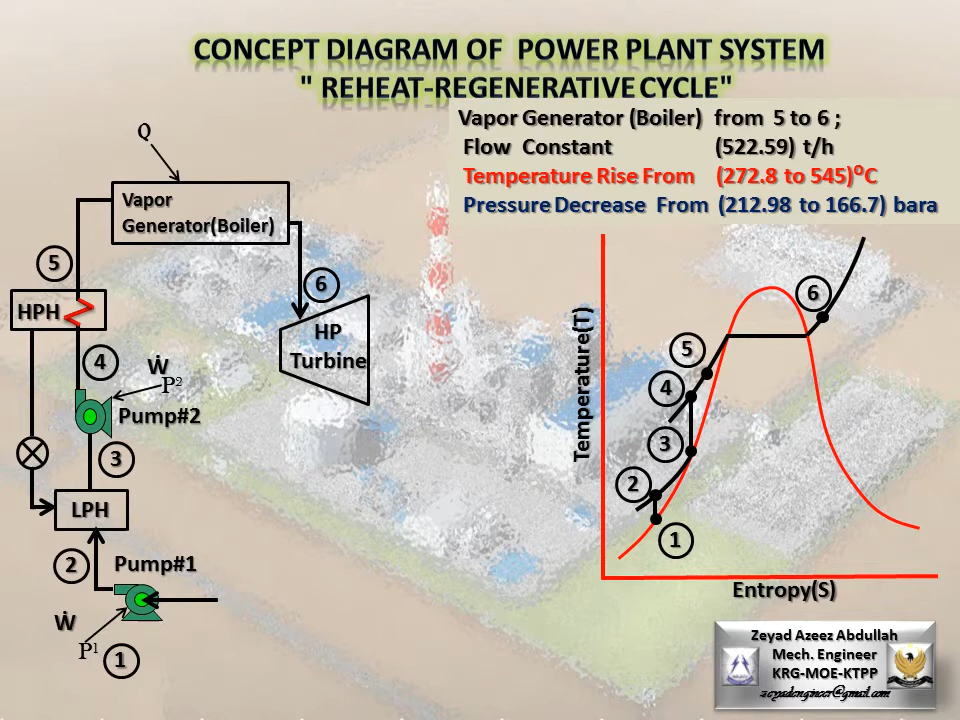 CONCEPT DIAGRAM OF POWER PLANT SYSTEM
" REHEAT-REGENERATIVE CYCLE"
Vapor Generator (Boiler) from 5 to 6 ;
Flow Constant (522.59) t/h
Temperature Rise From (272.8 to 545)⁰C
Pressure Decrease From (212.98 to 166.7) bara
Q
Vapor
Generator(Boiler)
5
6
HPH
HP
Turbine
4
Ẇ
P2
Pump#2
3
LPH
2
Pump#1
Ẇ
P1
1
Temperature(T)
6
5
4
3
2
1
Entropy(S)
Zeyad Azeez Abdullah
Mech. Engineer
KRG-MOE-KTPP
zeyadengineer@gmail.com